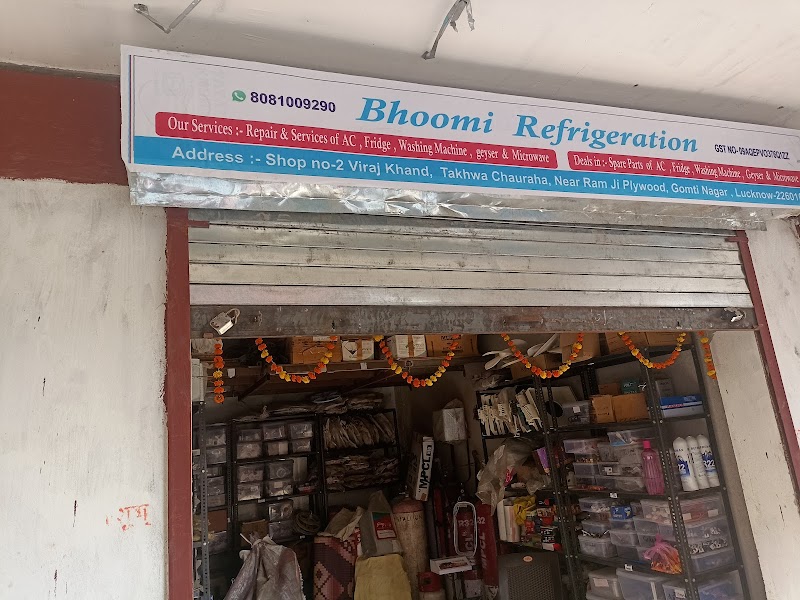 8081009290
Bhoomi Refrigeration
Our Services :- Repair & Services of AC , Fridge , Washing Machine , geyser & Microwave
Deals in :- Spare Parts of AC , Fridge , Washing Machine , Geyser & Microwave
Address :- Shop no-2 Viraj Khand, Takhwa Chauraha, Near Ram Ji Plywood, Gomti Nagar , Lucknow-22601
MPCL
शुभ